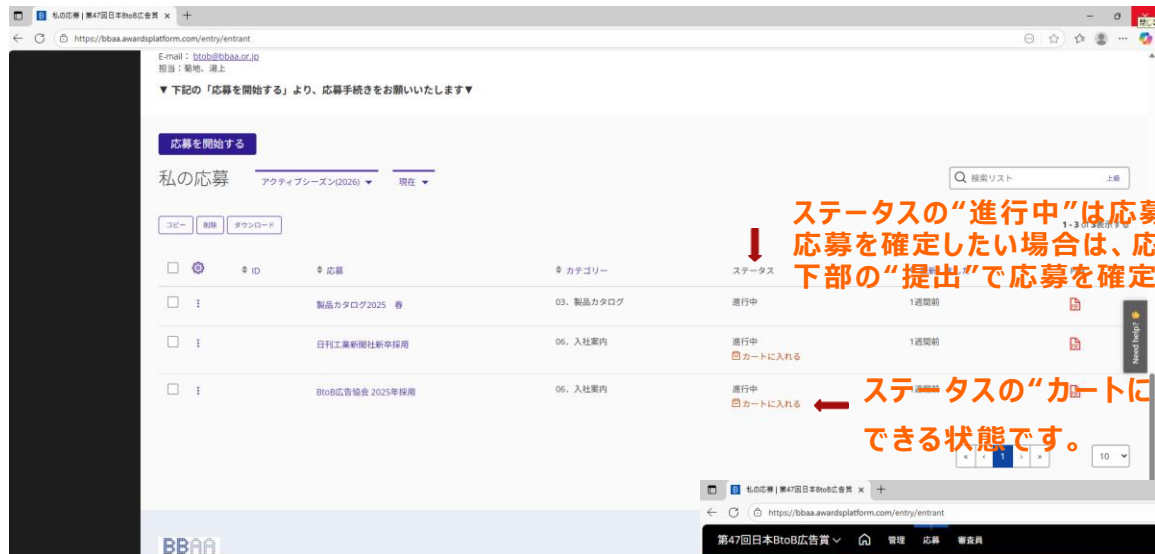 私の応募 | 第47回日本BtoB広告賞
https://bbaa.awardsplatform.com/entry/entrant
E-mail： btob@bbaa.or.jp
担当：菊地、湯上
▼ 下記の「応募を開始する」より、応募手続きをお願いいたします▼
応募を開始する
私の応募 アクティブシーズン(2026) 現在 検索リスト 上級
コピー 削除 ダウンロード
ステータスの“進行中”は応募
応募を確定したい場合は、応
下部の“提出”で応募を確定
ID 応募 カテゴリー ステータス
製品カタログ2025 春 03．製品カタログ 進行中 1週間前
日刊工業新聞社新卒採用 06．入社案内 進行中 1週間前
カートに入れる
Need help?
BtoB広告協会 2025年採用 06．入社案内 進行中 1週間前
カートに入れる
ステータスの“カートに
できる状態です。
« ‹ 1 › » 10
BBAA
私の応募 | 第47回日本BtoB広告賞
https://bbaa.awardsplatform.com/entry/entrant
第47回日本BtoB広告賞 管理 応募 審査員